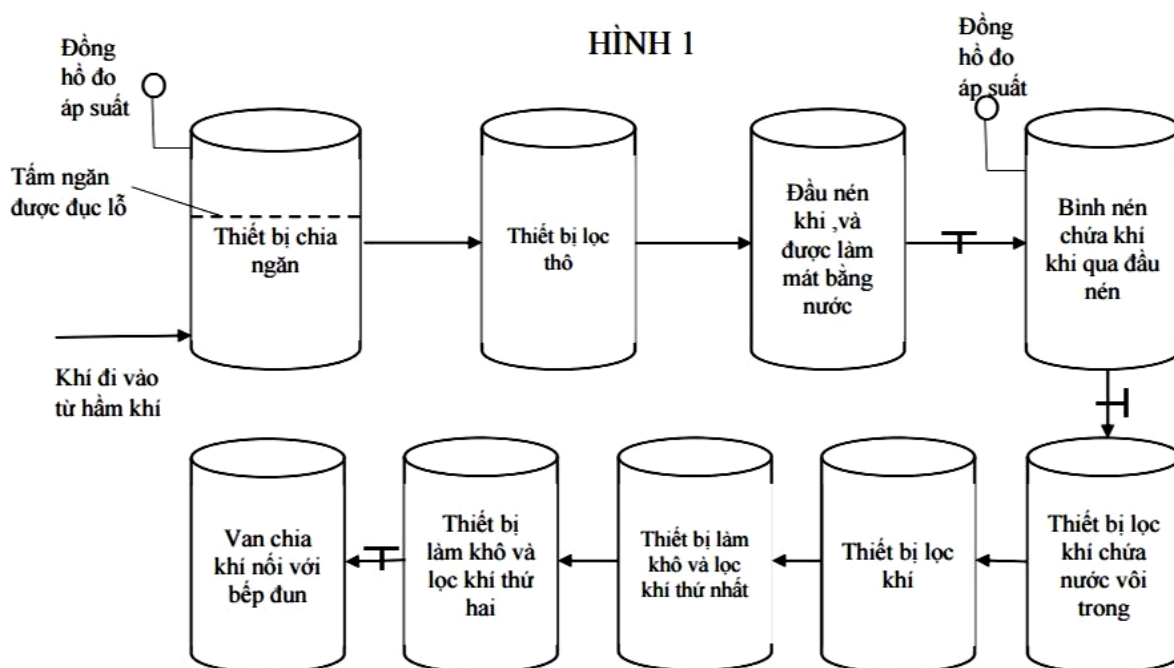 HÌNH 1
Đồng
hồ đo
áp suất
Đồng
hồ đo
áp suất
Tấm ngăn
được đục lỗ
Thiết bị chia
ngăn
Thiết bị lọc
thô
Đầu nén
khi ,và
được làm
mát bằng
nước
Bình nén
chứa khí
khi qua đầu
nén
Khí đi vào
từ hầm khí
Van chia
khí nối với
bếp đun
Thiết bị
làm khô và
lọc khí thứ
hai
Thiết bị làm
khô và lọc
khí thứ nhất
Thiết bị lọc
khí
Thiết bị lọc
khí chứa
nước vôi
trong